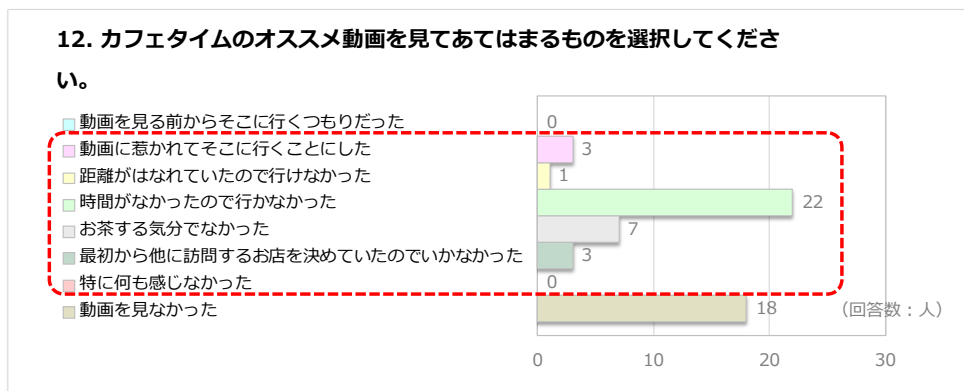 12. カフェタイムのオススメ動画を見てあてはまるものを選択してくださ
い。
動画を見る前からそこに行くつもりだった 0
動画に惹かれてそこに行くことにした 3
距離がはなれていたので行けなかった 1
時間がなかったので行かなかった 22
お茶する気分でなかった 7
最初から他に訪問するお店を決めていたのでいかなかった 3
特に何も感じなかった 0
動画を見なかった 18 （回答数：人）
0 10 20 30